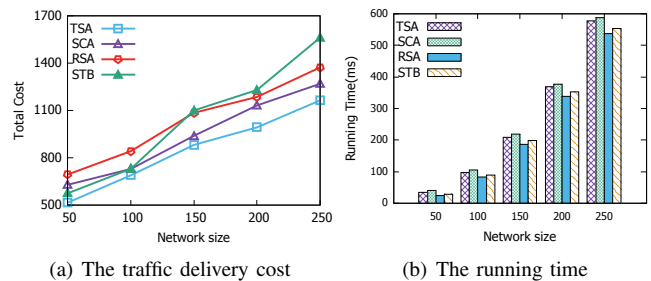 1700
1400
1100
800
500
Total Cost
TSA
SCA
RSA
STB
50
100
150
200
250
Network size
(a) The traffic delivery cost
600
500
400
300
200
100
0
Running Time(ms)
TSA
SCA
RSA
STB
50
100
150
200
250
Network size
(b) The running time